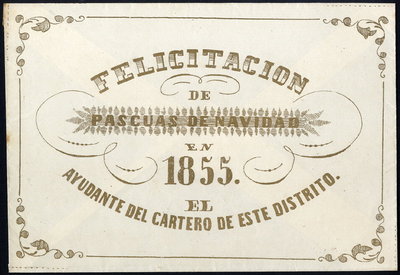 FELICITACION
DE
PASCUAS DE NAVIDAD
EN
1855.
EL
AYUDANTE DEL CARTERO DE ESTE DISTRITO.